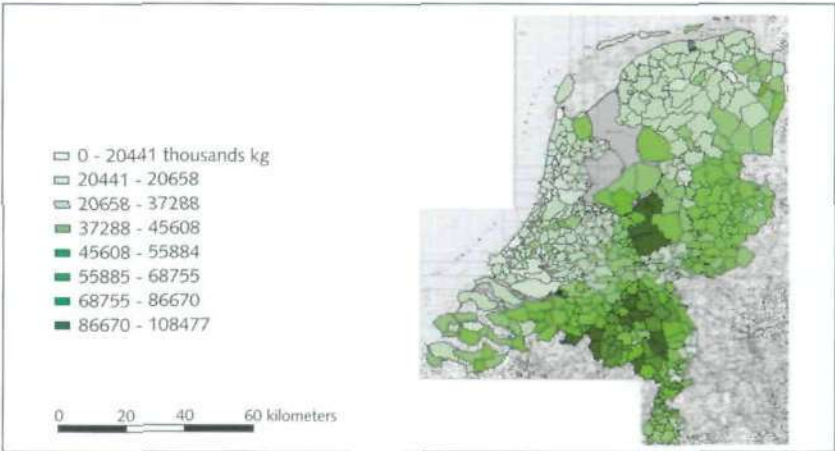 0 - 20441 thousands kg
20441 - 20658
20658 - 37288
37288 - 45608
45608 - 55884
55885 - 68755
68755 - 86670
86670 - 108477
0 20 40 60 kilometers